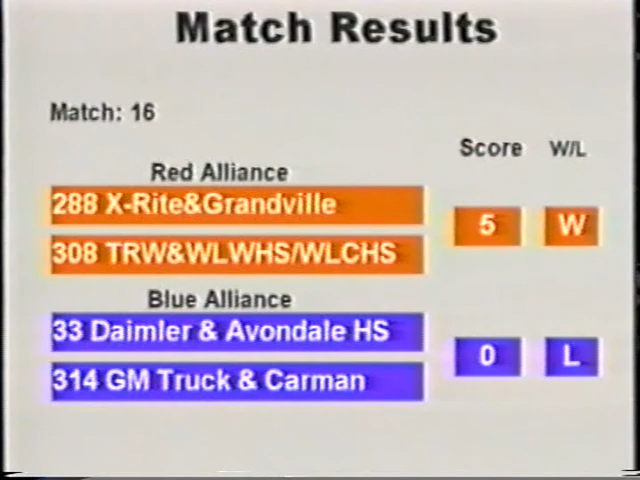 Match Results
Match: 16
Score W/L
Red Alliance
288 X-Rite&Grandville
5 W
308 TRW&WLWHS/WLCHS
Blue Alliance
33 Daimler & Avondale HS
0 L
314 GM Truck & Carman